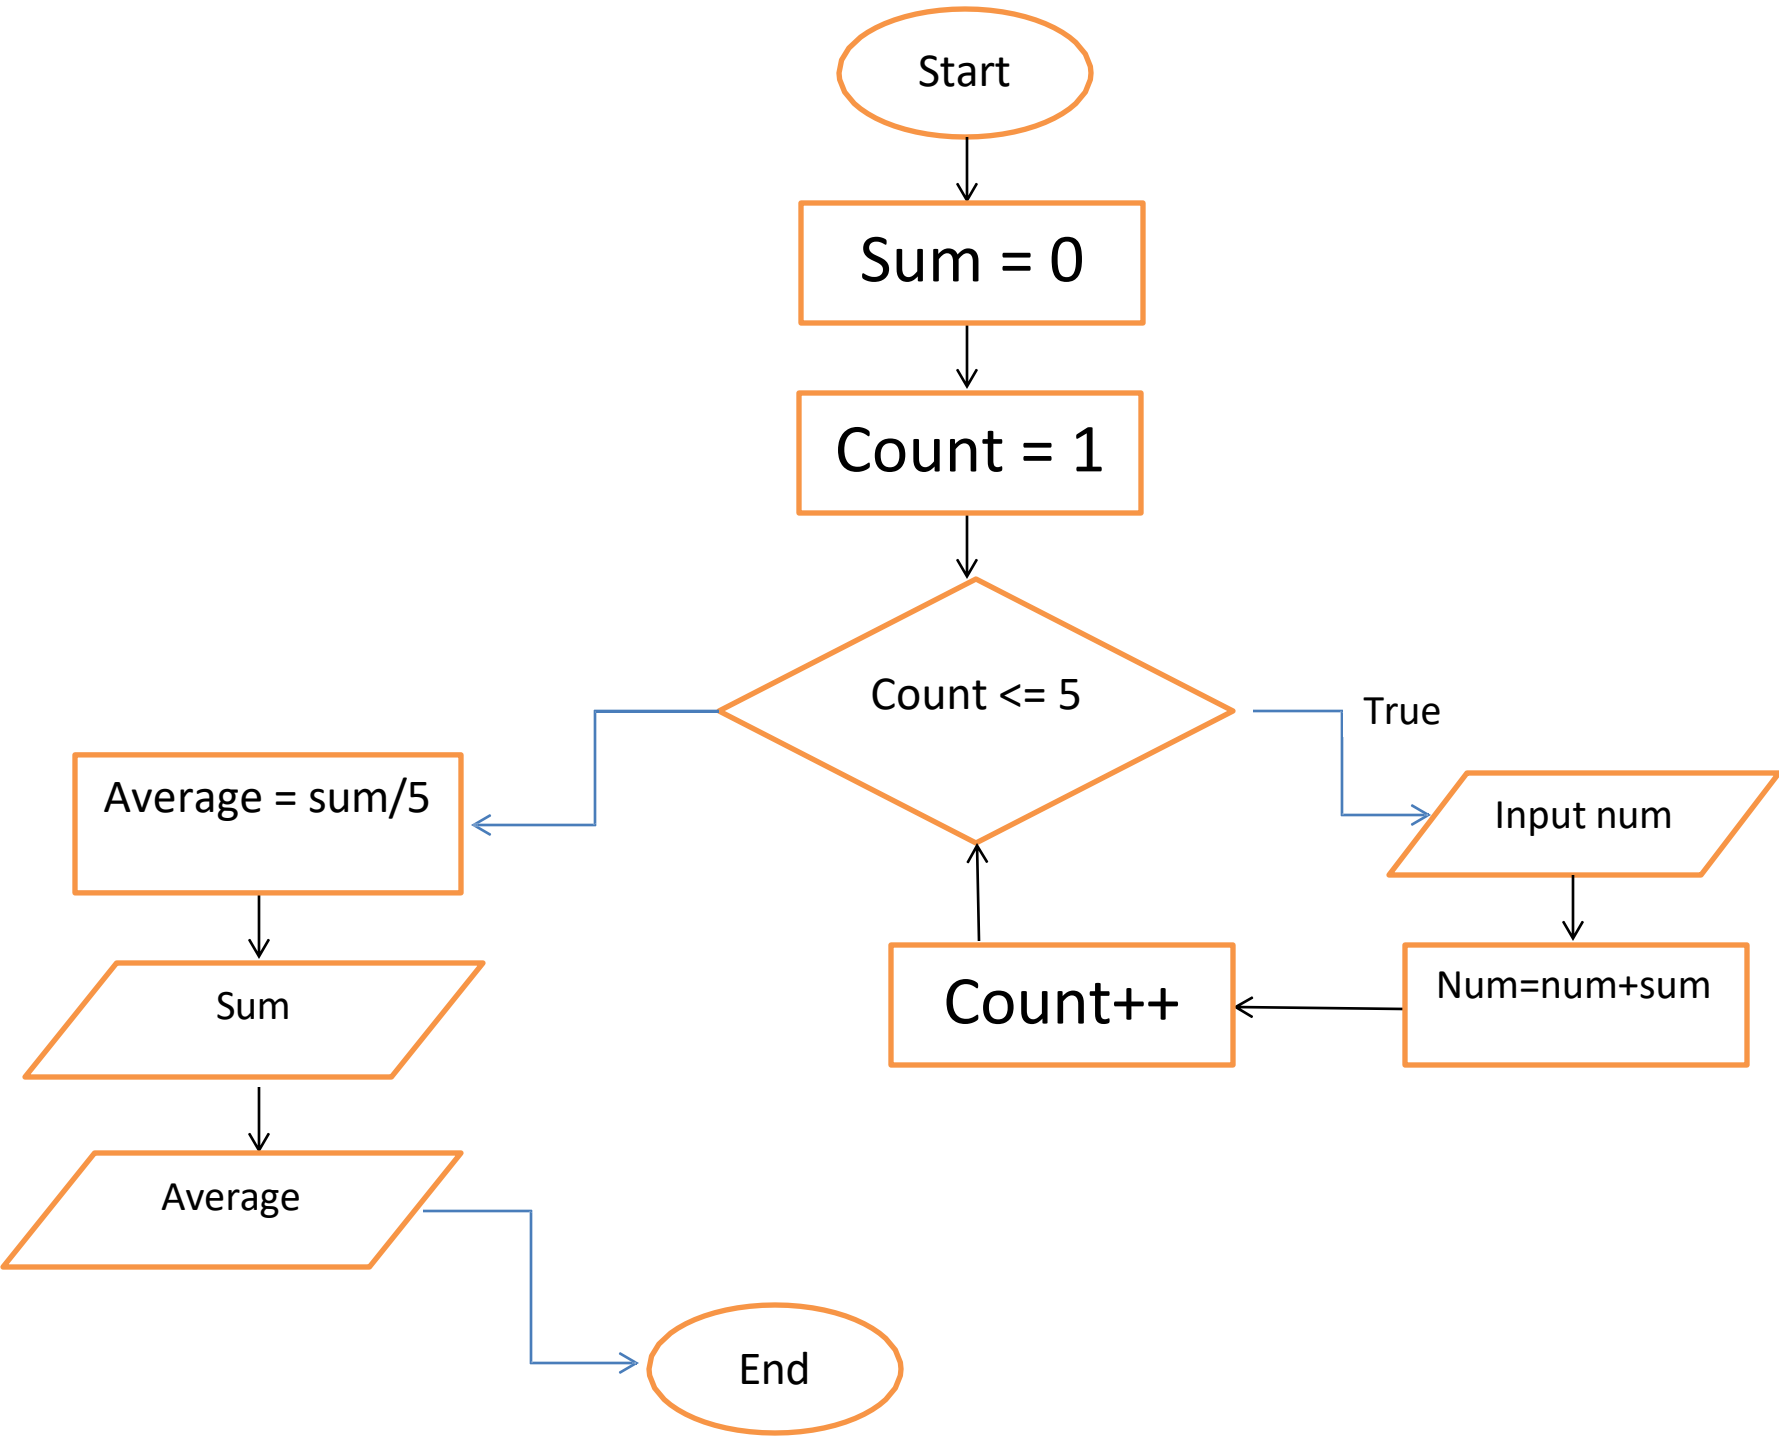 Start
Sum = 0
Count = 1
Count <= 5
True
Input num
Num=num+sum
Count++
Average = sum/5
Sum
Average
End